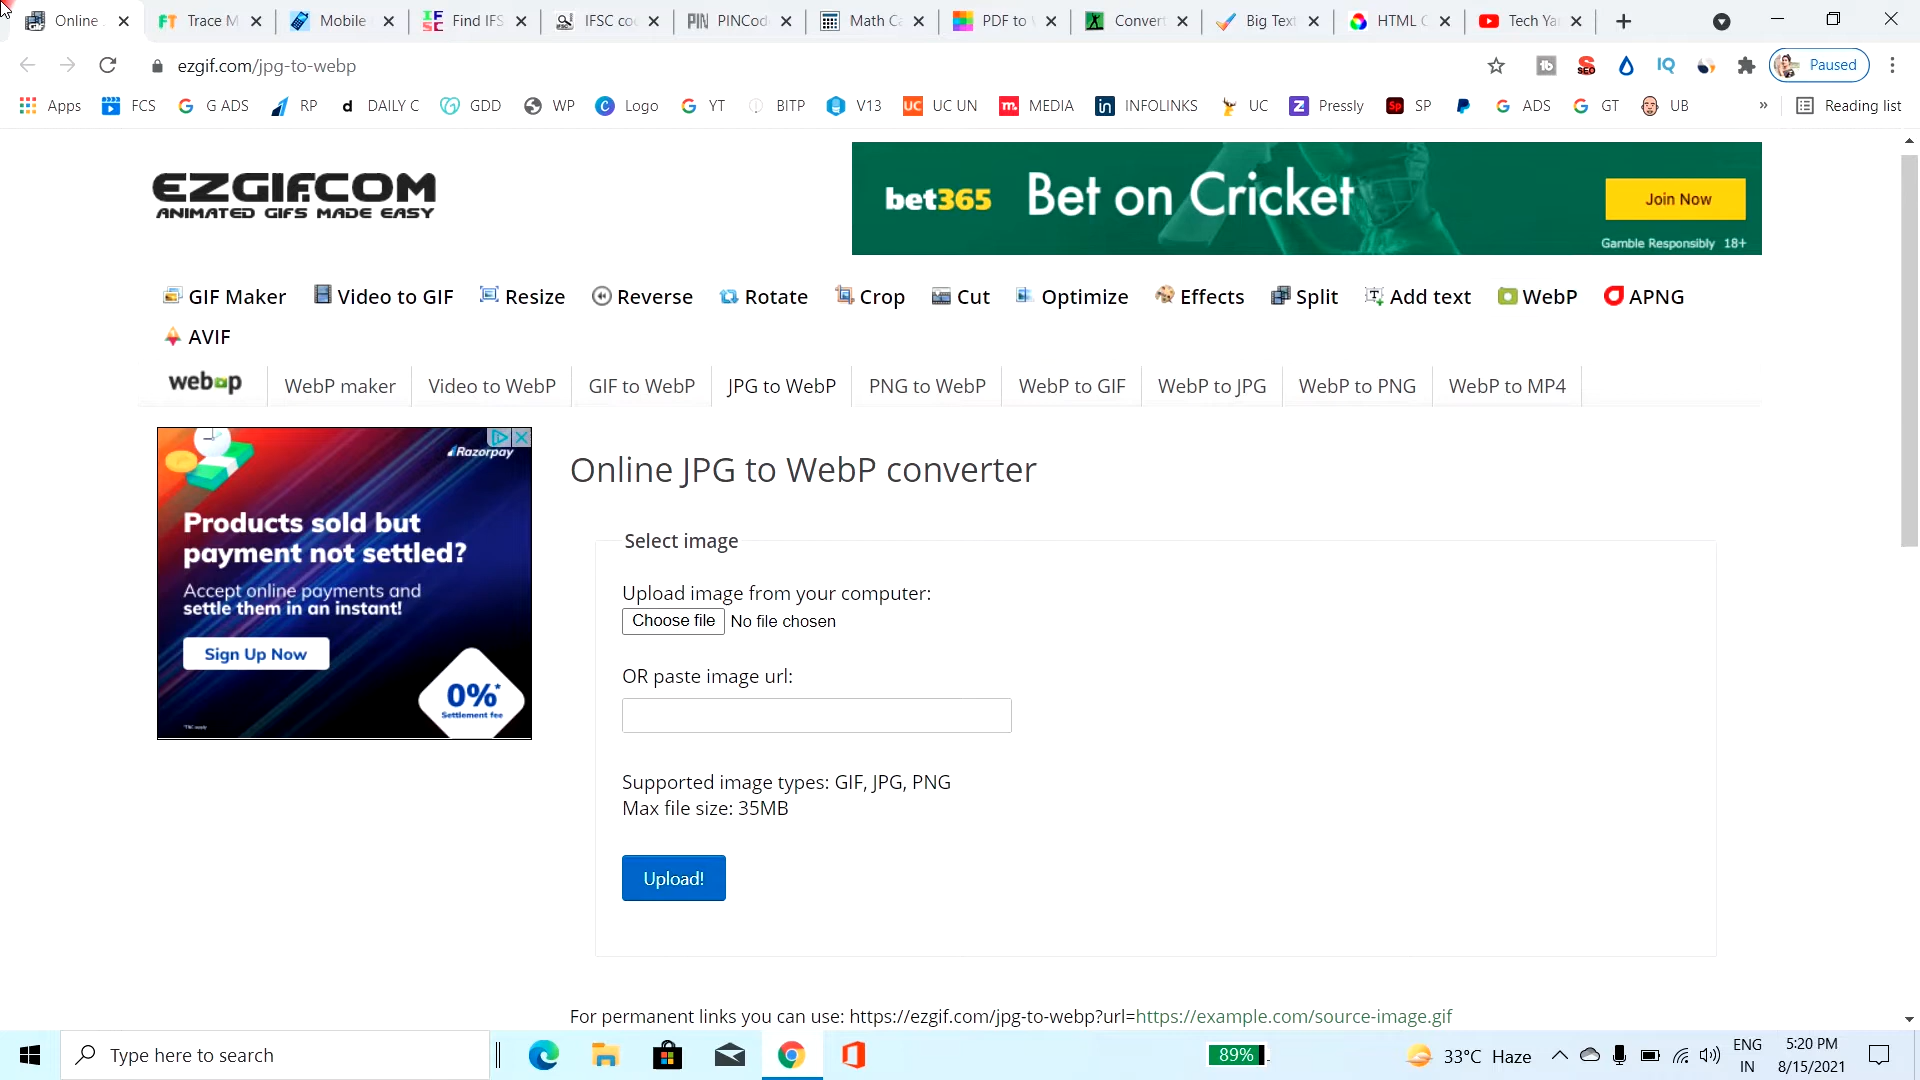 Online
Trace M
Mobile
Find IFS
IFSC co
PINCod
Math Ca
PDF to
Convert
Big Text
HTML C
Tech Ya
ezgif.com/jpg-to-webp
Paused
Apps FCS G ADS RP DAILY C GDD WP Logo YT BITP V13 UC UN MEDIA INFOLINKS UC Pressly SP ADS GT UB » Reading list
EZGIF.COM
ANIMATED GIFS MADE EASY
bet365 Bet on Cricket Join Now
Gamble Responsibly 18+
GIF Maker Video to GIF Resize Reverse Rotate Crop Cut Optimize Effects Split Add text WebP APNG
AVIF
webp WebP maker Video to WebP GIF to WebP JPG to WebP PNG to WebP WebP to GIF WebP to JPG WebP to PNG WebP to MP4
Razorpay
Products sold but
payment not settled?
Accept online payments and
settle them in an instant!
Sign Up Now
0%*
Settlement fee
Online JPG to WebP converter
Select image
Upload image from your computer:
Choose file No file chosen
OR paste image url:
Supported image types: GIF, JPG, PNG
Max file size: 35MB
Upload!
For permanent links you can use: https://ezgif.com/jpg-to-webp?url=https://example.com/source-image.gif
Type here to search
89%
33°C Haze
ENG
IN
5:20 PM
8/15/2021